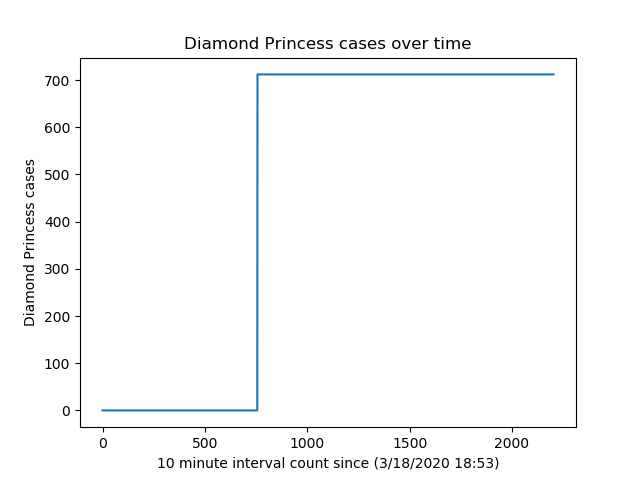 Diamond Princess cases over time
700
600
500
400
300
200
100
0
Diamond Princess cases
0 500 1000 1500 2000
10 minute interval count since (3/18/2020 18:53)